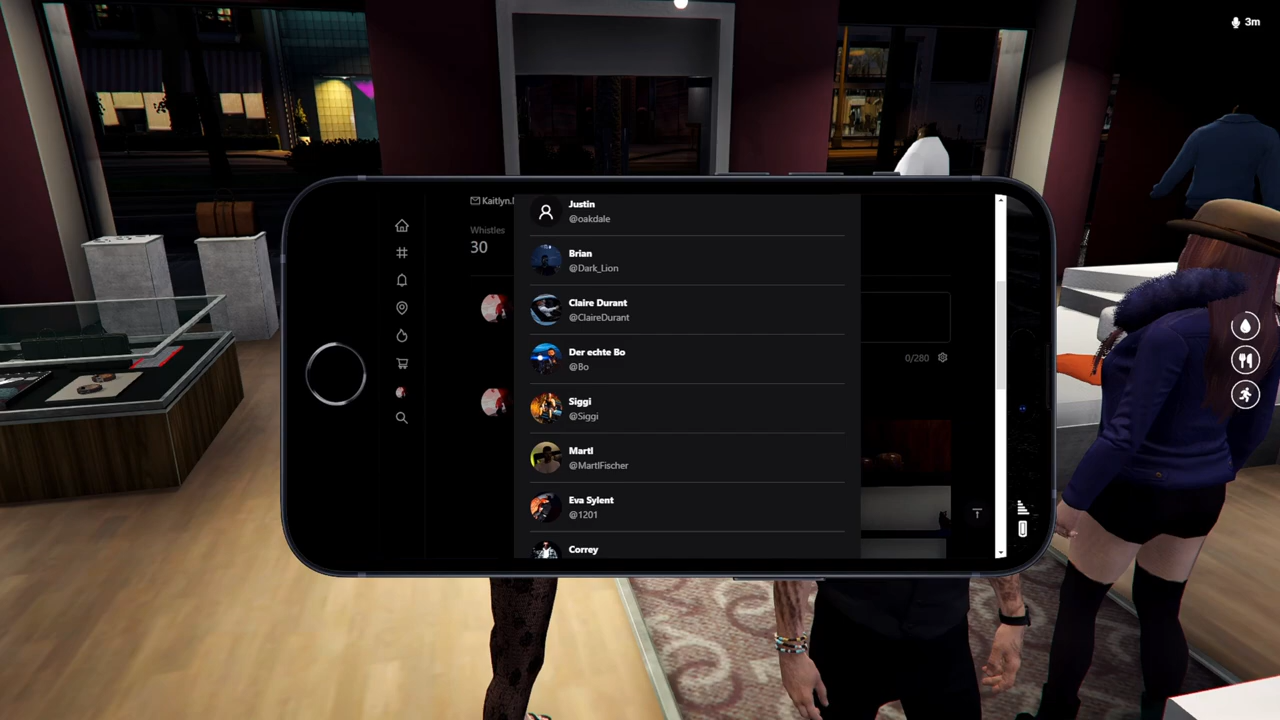 3m
Kaitlyn.
Whistles
30
Justin
@oakdale
Brian
@Dark_Lion
Claire Durant
@ClaireDurant
Der echte Bo
@Bo
Siggi
@Siggi
Martl
@MartlFischer
Eva Sylent
@1201
Correy
0/280